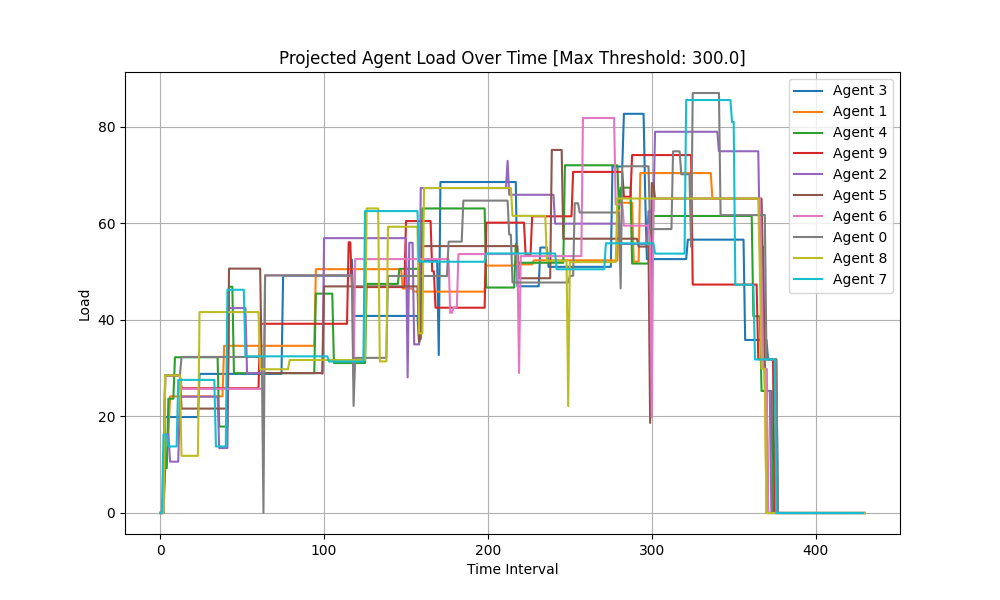 Projected Agent Load Over Time [Max Threshold: 300.0]
Load
80
60
40
20
0
0 100 200 300 400
Time Interval
Agent 3
Agent 1
Agent 4
Agent 9
Agent 2
Agent 5
Agent 6
Agent 0
Agent 8
Agent 7